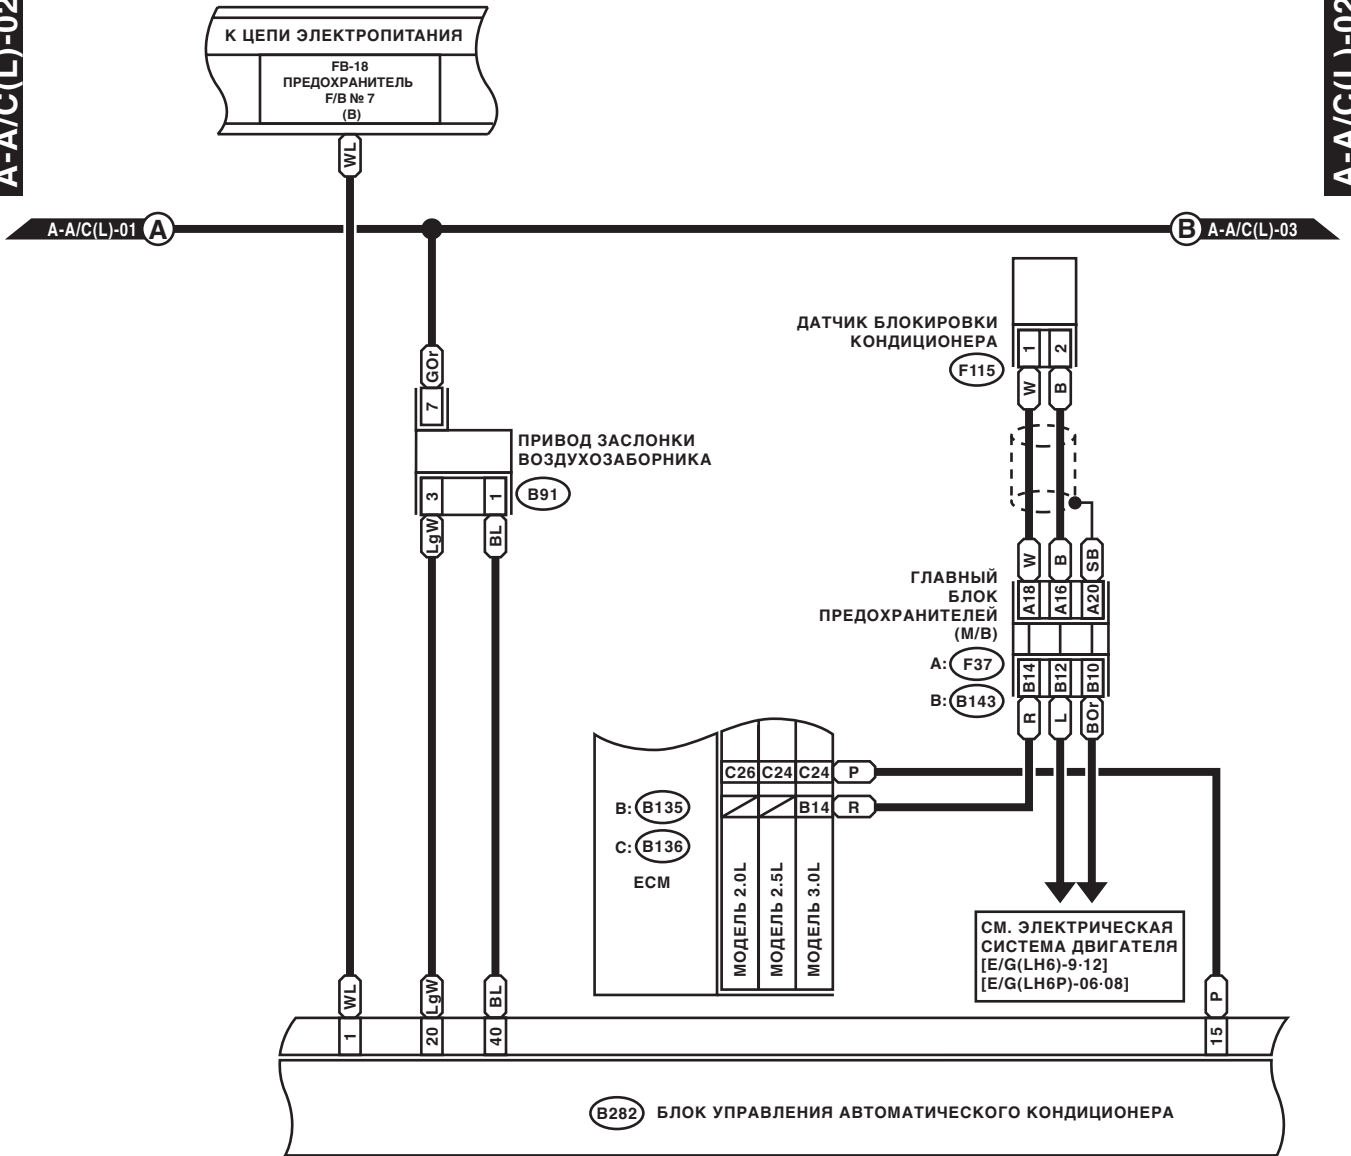 A-A/C(L)-02
A-A/C(L)-02
К ЦЕПИ ЭЛЕКТРОПИТАНИЯ
FB-18
ПРЕДОХРАНИТЕЛЬ
F/B № 7
(B)
WL
A-A/C(L)-01 A
B A-A/C(L)-03
ДАТЧИК БЛОКИРОВКИ
КОНДИЦИОНЕРА
F115
1 2
W B
GOr
7
ПРИВОД ЗАСЛОНКИ
ВОЗДУХОЗАБОРНИКА
B91
3 1
LgW BL
W B SB
A18 A16 A20
ГЛАВНЫЙ
БЛОК
ПРЕДОХРАНИТЕЛЕЙ
(M/B)
A: F37
B: B143
B14 B12 B10
R L BOr
C26 C24 C24 P
B14 R
B: B135
C: B136
ECM
МОДЕЛЬ 2.0L
МОДЕЛЬ 2.5L
МОДЕЛЬ 3.0L
СМ. ЭЛЕКТРИЧЕСКАЯ
СИСТЕМА ДВИГАТЕЛЯ
[E/G(LH6)-9·12]
[E/G(LH6P)-06·08]
WL LgW BL P
1 20 40 15
B282 БЛОК УПРАВЛЕНИЯ АВТОМАТИЧЕСКОГО КОНДИЦИОНЕРА